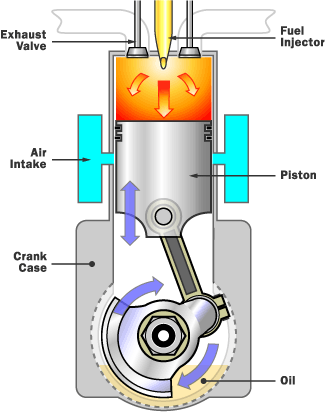 Exhaust
Valve
Fuel
Injector
Air
Intake
Piston
Crank
Case
Oil